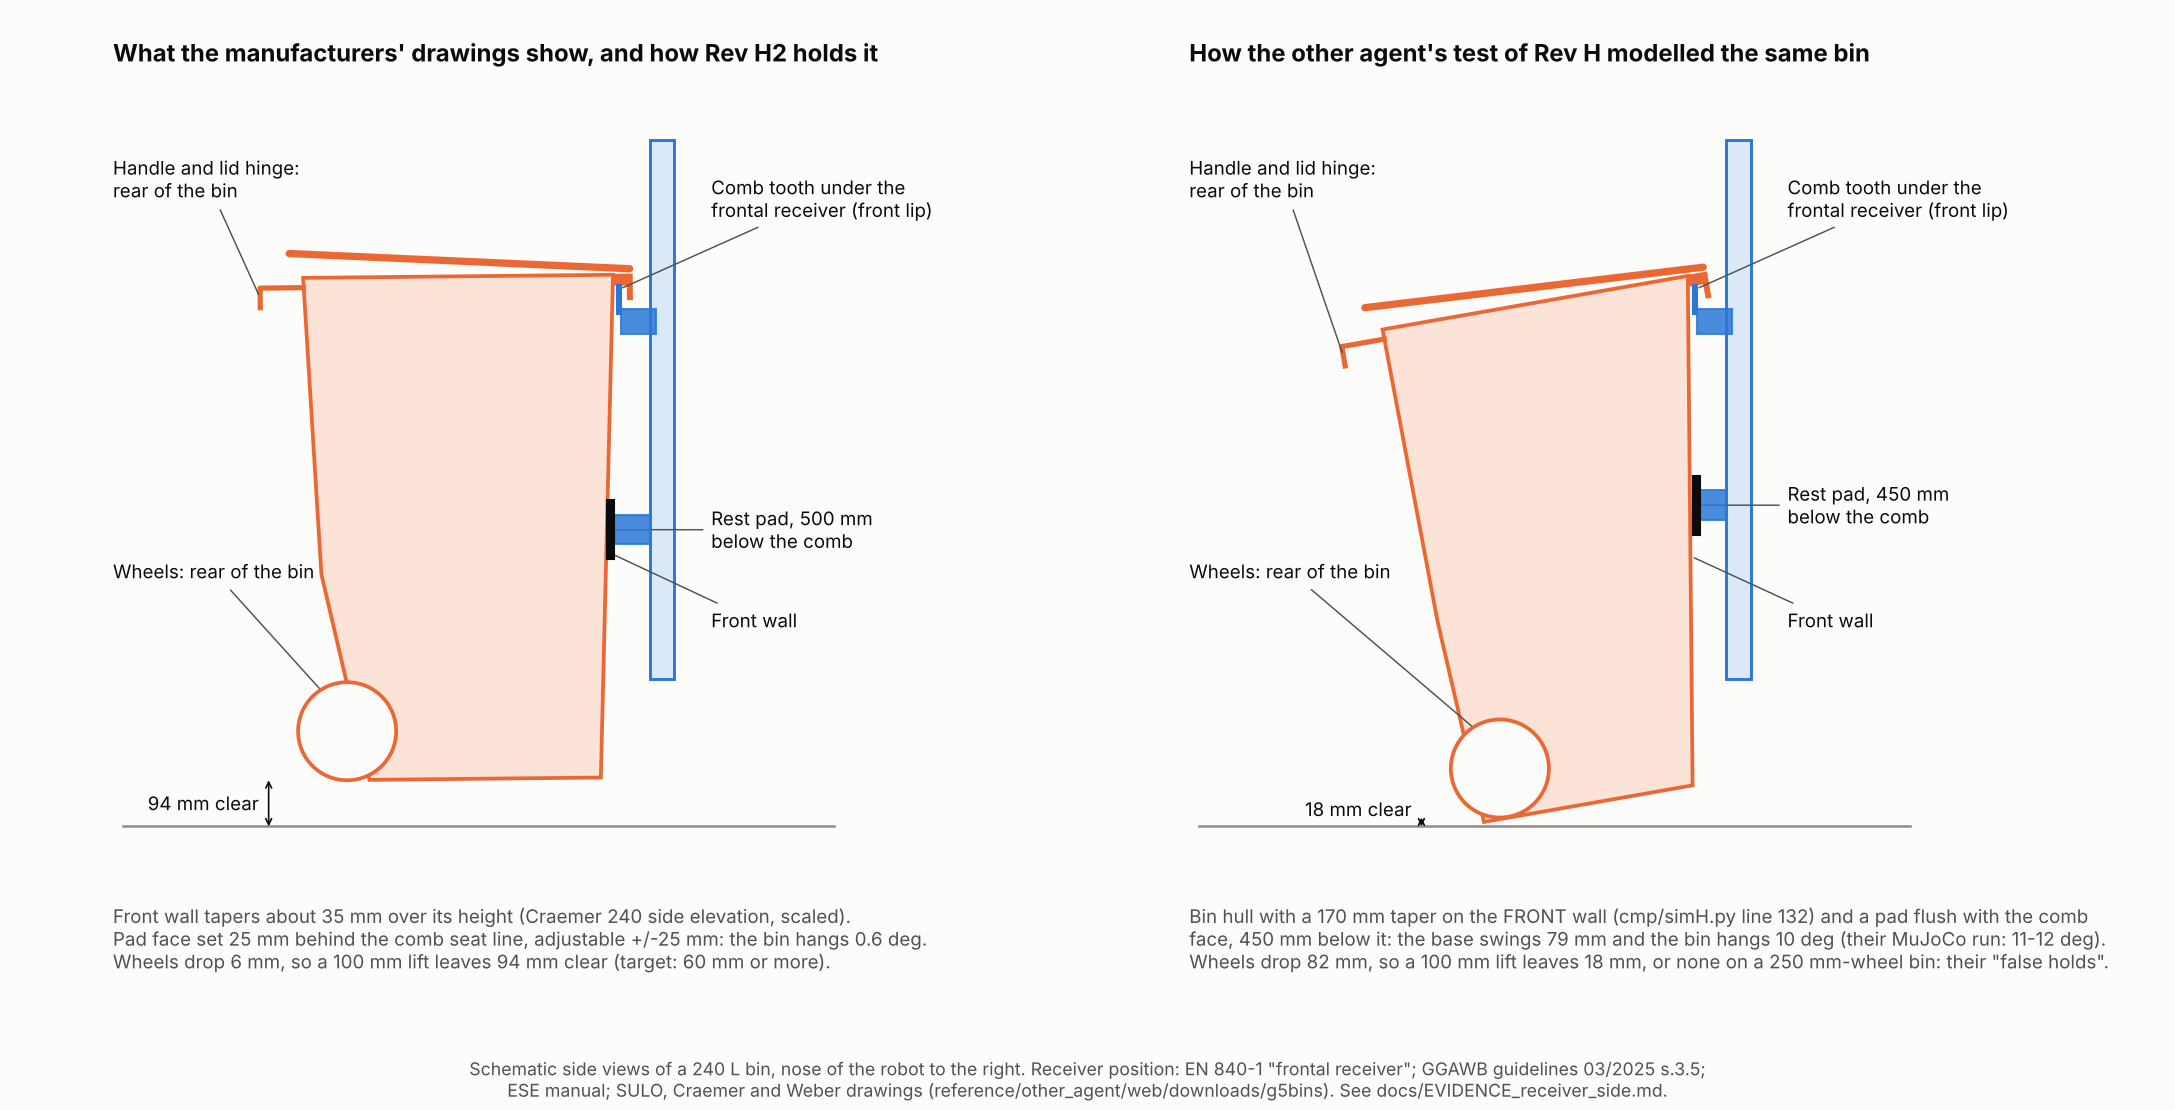 What the manufacturers' drawings show, and how Rev H2 holds it
Handle and lid hinge:
rear of the bin
Comb tooth under the
frontal receiver (front lip)
Rest pad, 500 mm
below the comb
Wheels: rear of the bin
Front wall
94 mm clear
Front wall tapers about 35 mm over its height (Craemer 240 side elevation, scaled).
Pad face set 25 mm behind the comb seat line, adjustable +/-25 mm: the bin hangs 0.6 deg.
Wheels drop 6 mm, so a 100 mm lift leaves 94 mm clear (target: 60 mm or more).
How the other agent's test of Rev H modelled the same bin
Handle and lid hinge:
rear of the bin
Comb tooth under the
frontal receiver (front lip)
Rest pad, 450 mm
below the comb
Wheels: rear of the bin
Front wall
18 mm clear
Bin hull with a 170 mm taper on the FRONT wall (cmp/simH.py line 132) and a pad flush with the comb
face, 450 mm below it: the base swings 79 mm and the bin hangs 10 deg (their MuJoCo run: 11-12 deg).
Wheels drop 82 mm, so a 100 mm lift leaves 18 mm, or none on a 250 mm-wheel bin: their "false holds".
Schematic side views of a 240 L bin, nose of the robot to the right. Receiver position: EN 840-1 "frontal receiver"; GGAWB guidelines 03/2025 s.3.5;
ESE manual; SULO, Craemer and Weber drawings (reference/other_agent/web/downloads/g5bins). See docs/EVIDENCE_receiver_side.md.